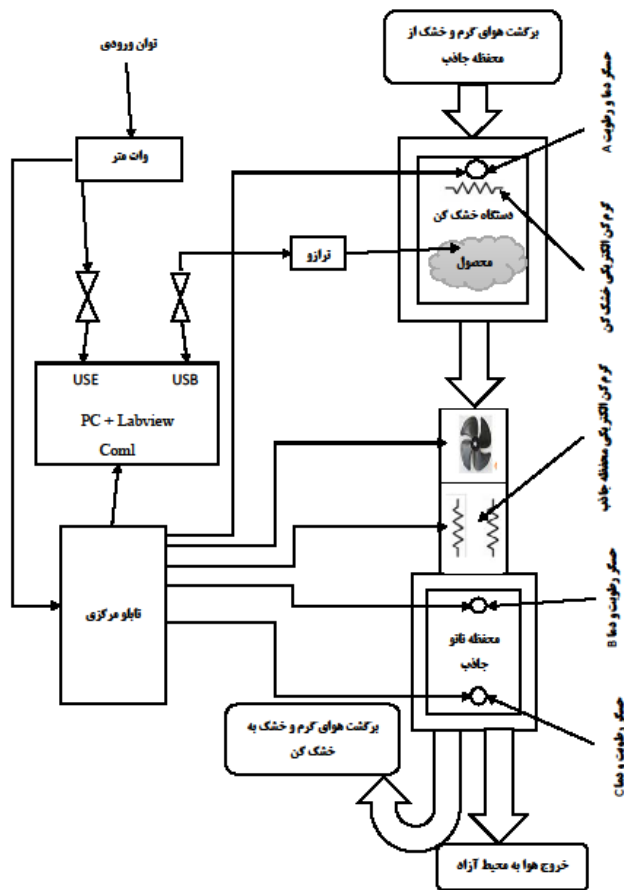 برگشت هوای گرم و خشک از
محفظه جاذب
توان ورودی
وات متر
حسگر دما و رطوبت A
دستگاه خشک کن
گرم کن الکتریکی خشک کن
ترازو
محصول
USE
USB
PC + Labview
Coml
گرم کن الکتریکی محفظه جاذب
تابلو مرکزی
حسگر رطوبت و دما B
محفظه نانو
جاذب
حسگر رطوبت و دما C
برگشت هوای گرم و خشک به
خشک کن
خروج هوا به محیط آزاد